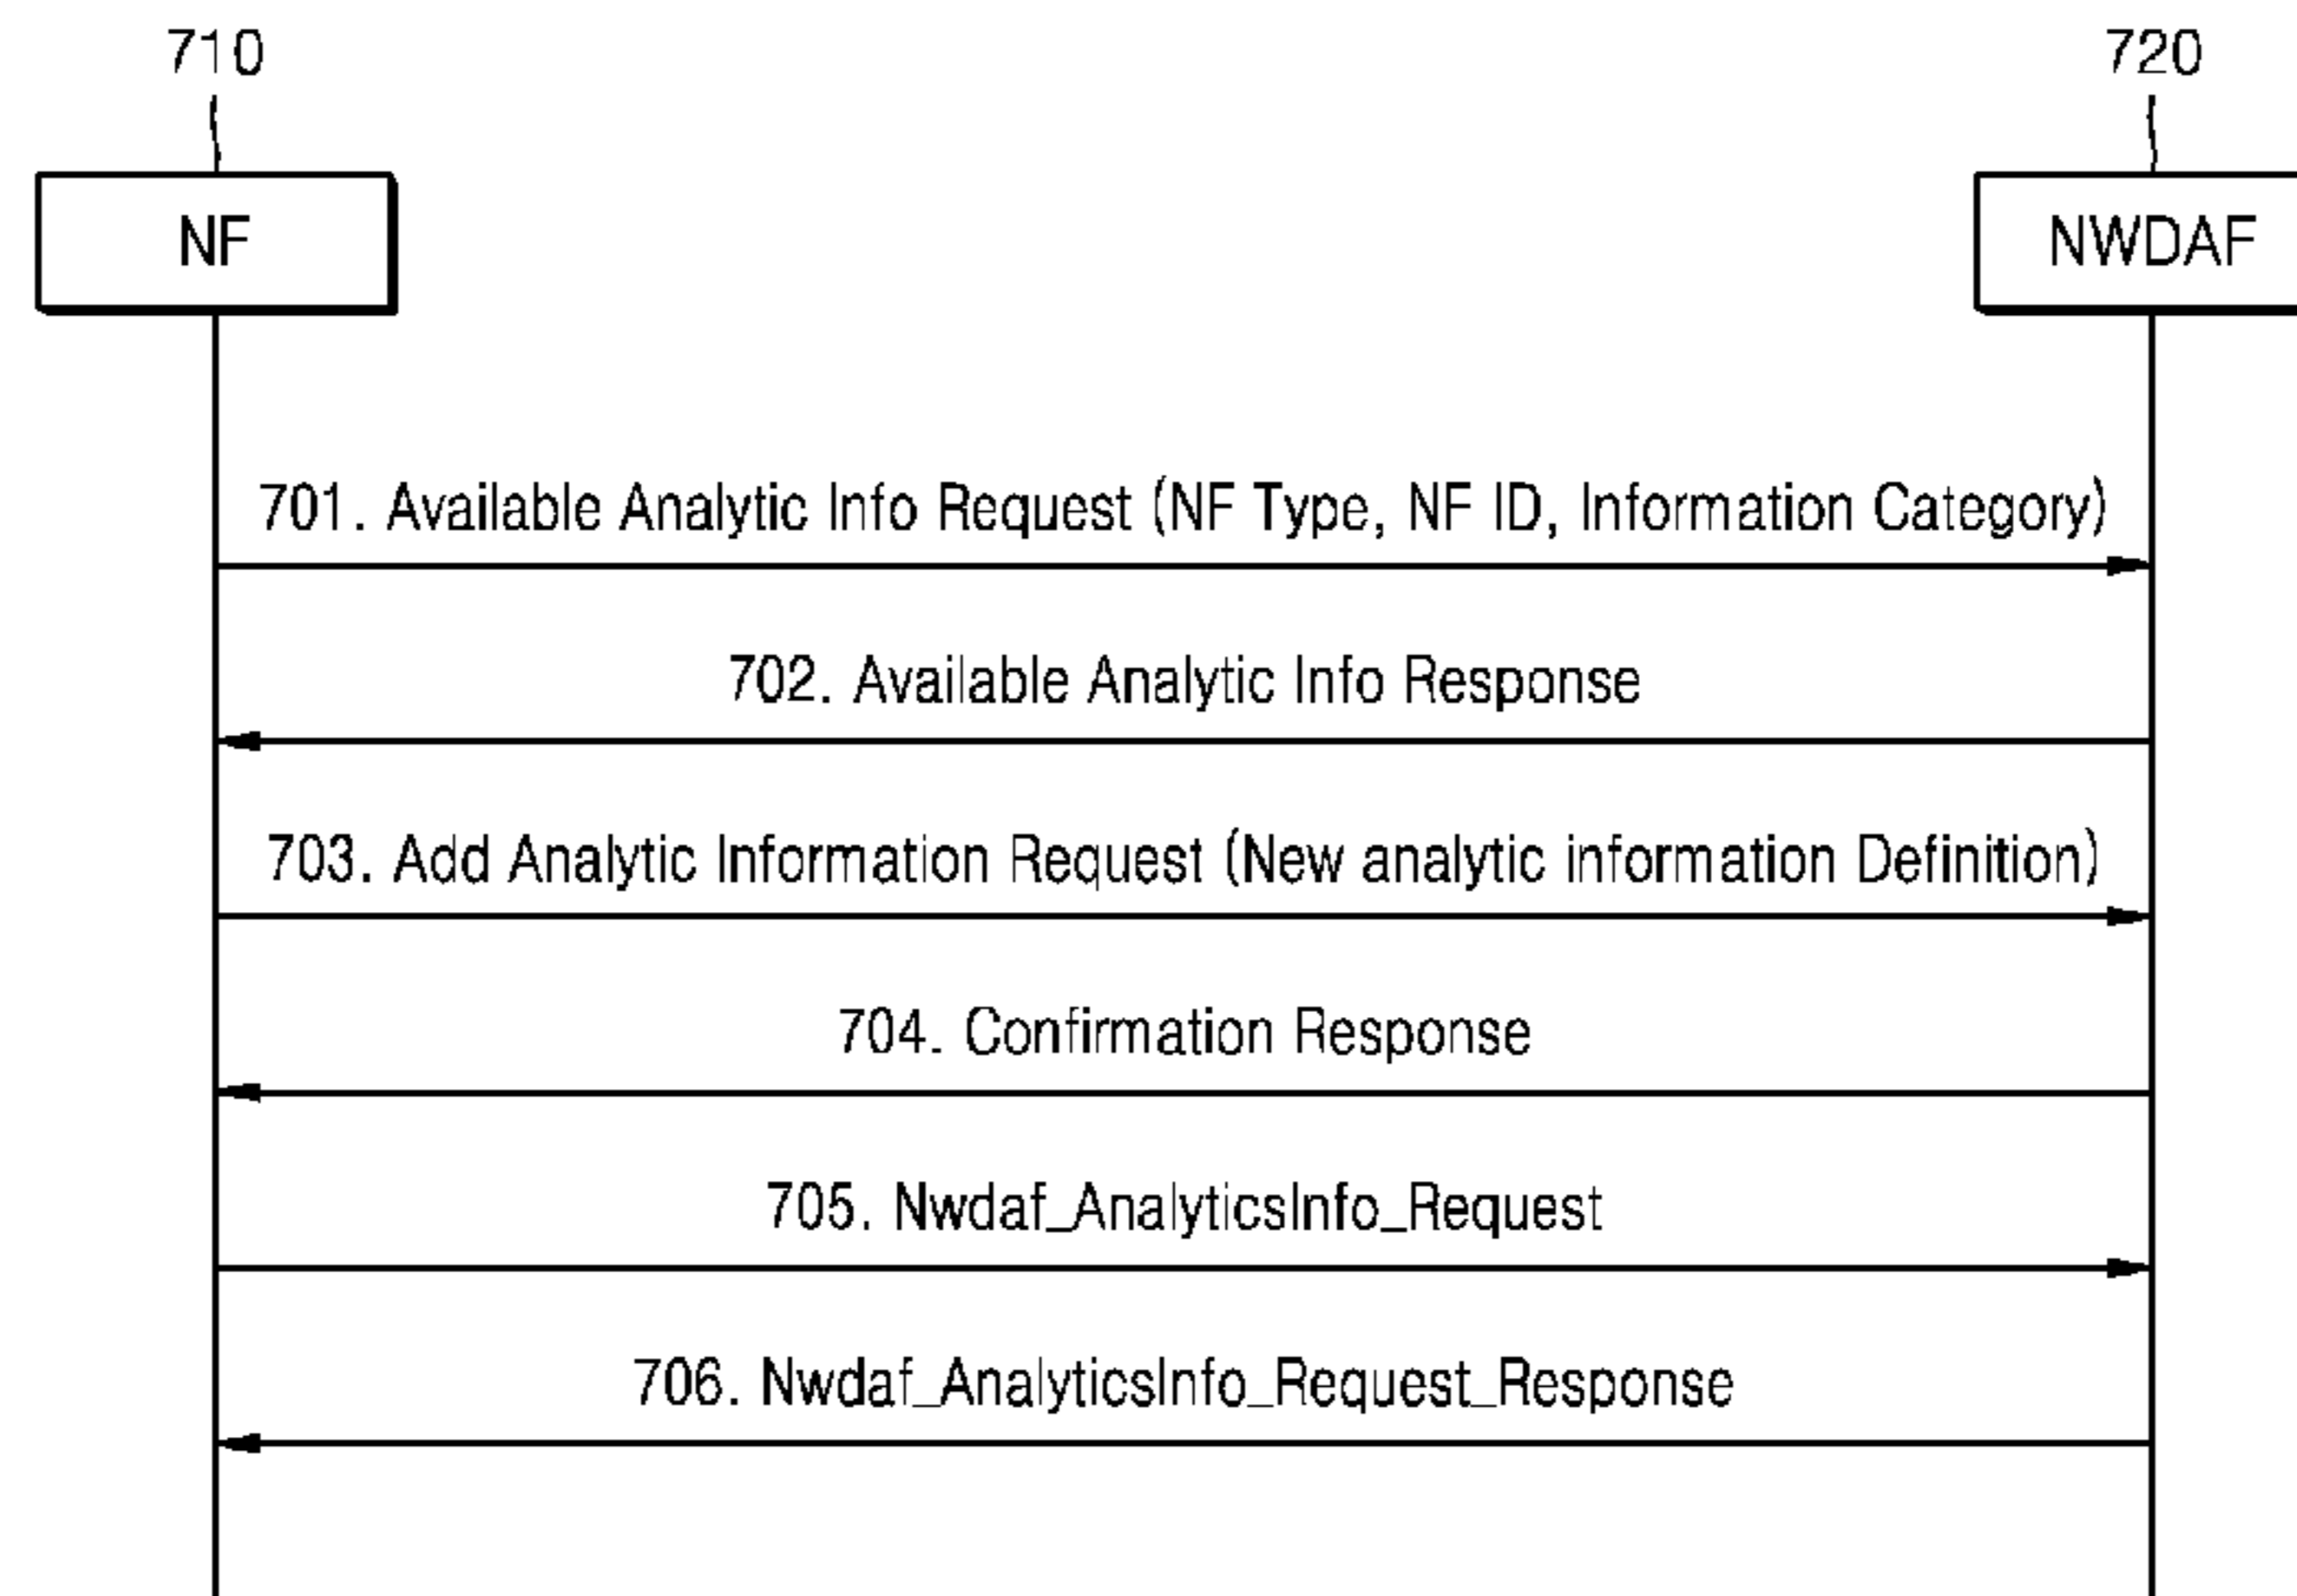 710
720
NF
NWDAF
701. Available Analytic Info Request (NF Type, NF ID, Information Category)
702. Available Analytic Info Response
703. Add Analytic Information Request (New analytic information Definition)
704. Confirmation Response
705. Nwdaf_AnalyticsInfo_Request
706. Nwdaf_AnalyticsInfo_Request_Response